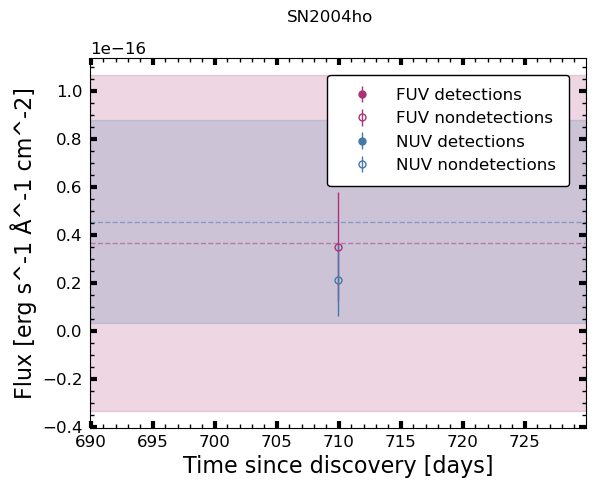 SN2004ho
1e−16
FUV detections
FUV nondetections
NUV detections
NUV nondetections
1.0
0.8
0.6
0.4
0.2
0.0
−0.2
−0.4
Flux [erg s^-1 Å^-1 cm^-2]
690 695 700 705 710 715 720 725
Time since discovery [days]